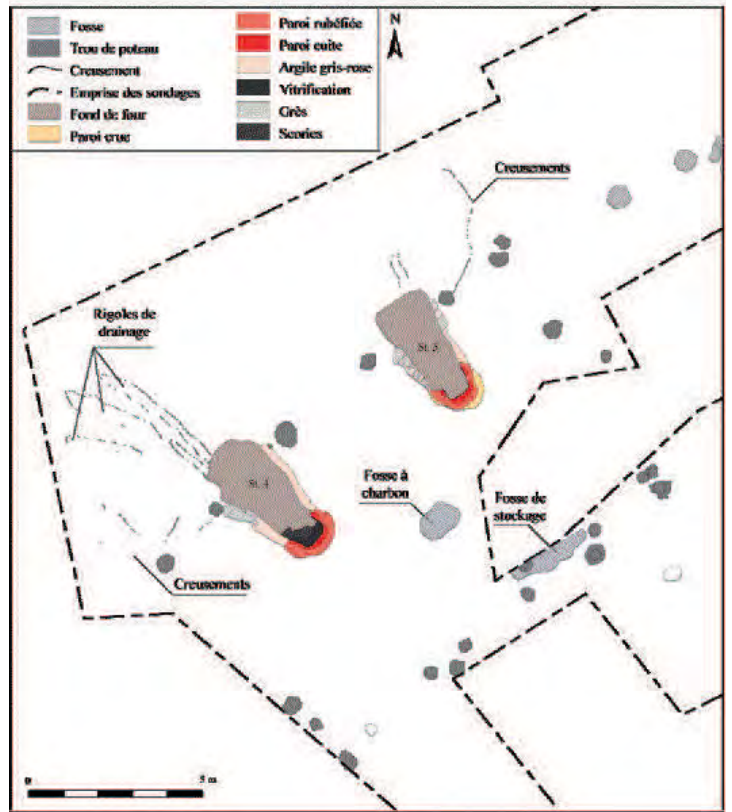 Fosse
Trou de poteau
Creusement
Emprise des sondages
Fond de four
Paroi crue
Paroi rubéfiée
Paroi cuite
Argile gris-rose
Vitrification
Grès
Scories
N
Creusements
Rigoles de
drainage
St. 3
St. 4
Fosse à
charbon
Fosse de
stockage
Creusements
0
5 m